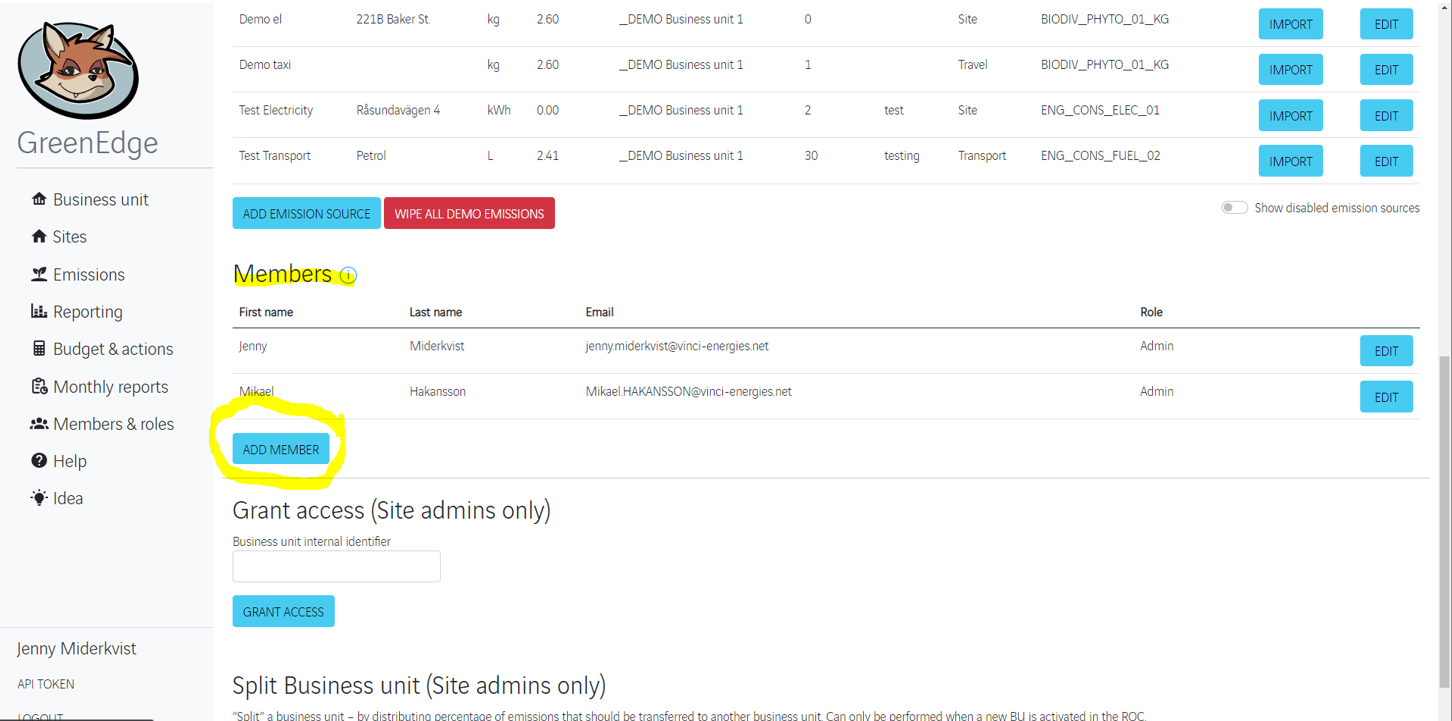 GreenEdge
Business unit
Sites
Emissions
Reporting
Budget & actions
Monthly reports
Members & roles
Help
Idea
Jenny Miderkvist
API TOKEN
LOGOUT
Demo el 221B Baker St. kg 2.60 _DEMO Business unit 1 0 Site BIODIV_PHYTO_01_KG IMPORT EDIT
Demo taxi kg 2.60 _DEMO Business unit 1 1 Travel BIODIV_PHYTO_01_KG IMPORT EDIT
Test Electricity Råsundavägen 4 kWh 0.00 _DEMO Business unit 1 2 test Site ENG_CONS_ELEC_01 IMPORT EDIT
Test Transport Petrol L 2.41 _DEMO Business unit 1 30 testing Transport ENG_CONS_FUEL_02 IMPORT EDIT
ADD EMISSION SOURCE WIPE ALL DEMO EMISSIONS Show disabled emission sources
Members i
First name Last name Email Role
Jenny Miderkvist jenny.miderkvist@vinci-energies.net Admin EDIT
Mikael Hakansson Mikael.HAKANSSON@vinci-energies.net Admin EDIT
ADD MEMBER
Grant access (Site admins only)
Business unit internal identifier
GRANT ACCESS
Split Business unit (Site admins only)
"Split" a business unit – by distributing percentage of emissions that should be transferred to another business unit. Can only be performed when a new BU is activated in the ROC.